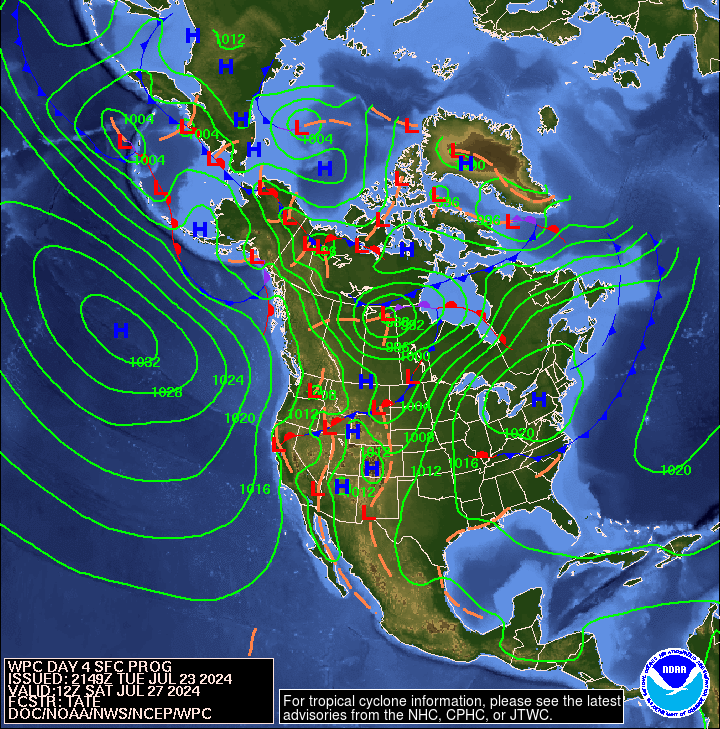 1012
H
H
H
1004
L
1004
L
1004
L
L
1004
H
L
H
L
L
H
L
L
L
H
L
L
L
L
H
L
L
H
L
H
1032
1028
1024
1020
1016
L
992
996
1000
H
L
L
1008
1012
L
1004
L
H
1008
1012
H
1012
H
1012
L
L
L
1016
1012
H
1020
1020
WPC DAY 4 SFC PROG
ISSUED: 2149Z TUE JUL 23 2024
VALID:12Z SAT JUL 27 2024
FCSTR: TATE
DOC/NOAA/NWS/NCEP/WPC
For tropical cyclone information, please see the latest
advisories from the NHC, CPHC, or JTWC.
NOAA